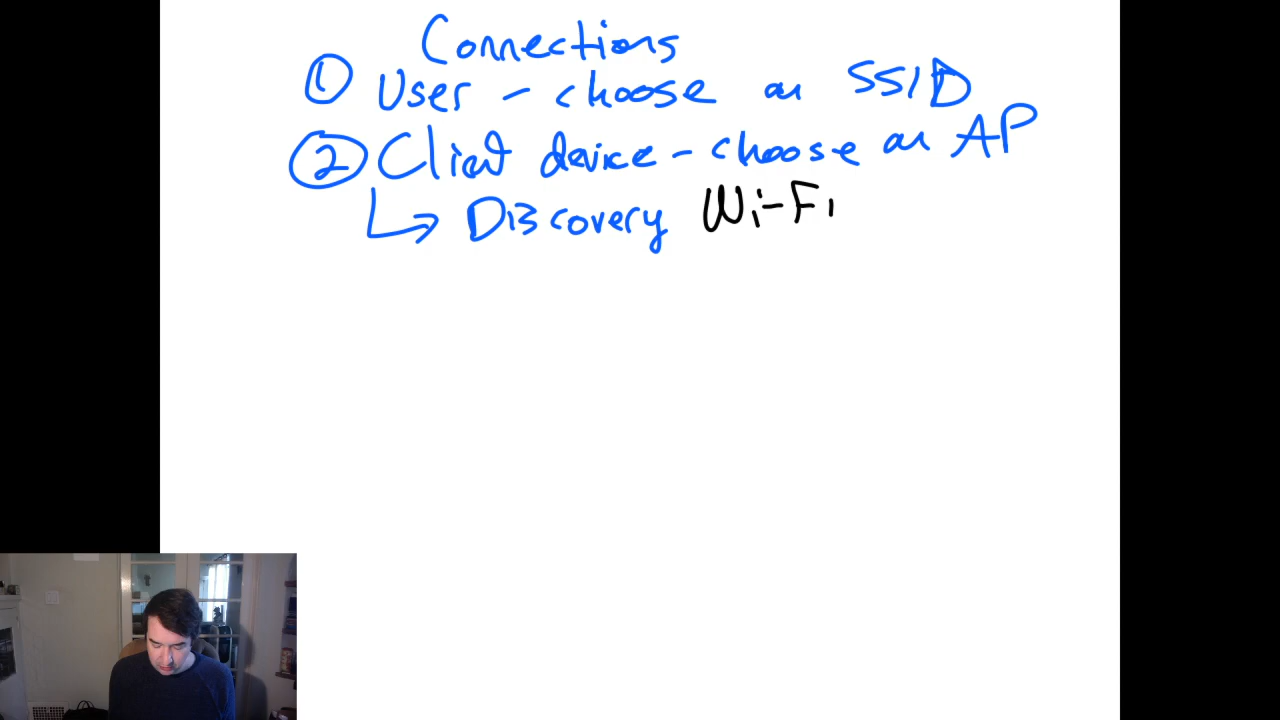 Connections
① User - choose an SSID
② Client device - choose an AP
↳ Discovery Wi-Fi